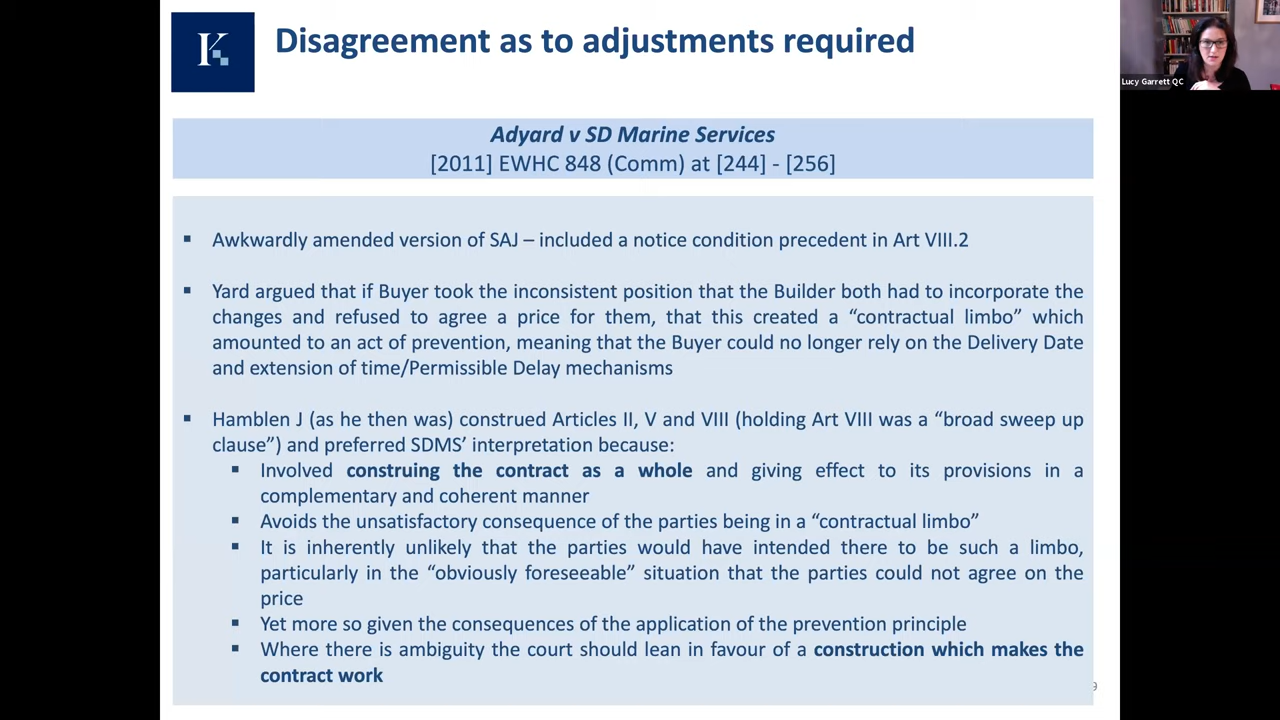 K
Disagreement as to adjustments required
Lucy Garrett QC
Adyard v SD Marine Services
[2011] EWHC 848 (Comm) at [244] - [256]
▪ Awkwardly amended version of SAJ – included a notice condition precedent in Art VIII.2
▪ Yard argued that if Buyer took the inconsistent position that the Builder both had to incorporate the
changes and refused to agree a price for them, that this created a “contractual limbo” which
amounted to an act of prevention, meaning that the Buyer could no longer rely on the Delivery Date
and extension of time/Permissible Delay mechanisms
▪ Hamblen J (as he then was) construed Articles II, V and VIII (holding Art VIII was a “broad sweep up
clause”) and preferred SDMS’ interpretation because:
▪ Involved construing the contract as a whole and giving effect to its provisions in a
complementary and coherent manner
▪ Avoids the unsatisfactory consequence of the parties being in a “contractual limbo”
▪ It is inherently unlikely that the parties would have intended there to be such a limbo,
particularly in the “obviously foreseeable” situation that the parties could not agree on the
price
▪ Yet more so given the consequences of the application of the prevention principle
▪ Where there is ambiguity the court should lean in favour of a construction which makes the
contract work